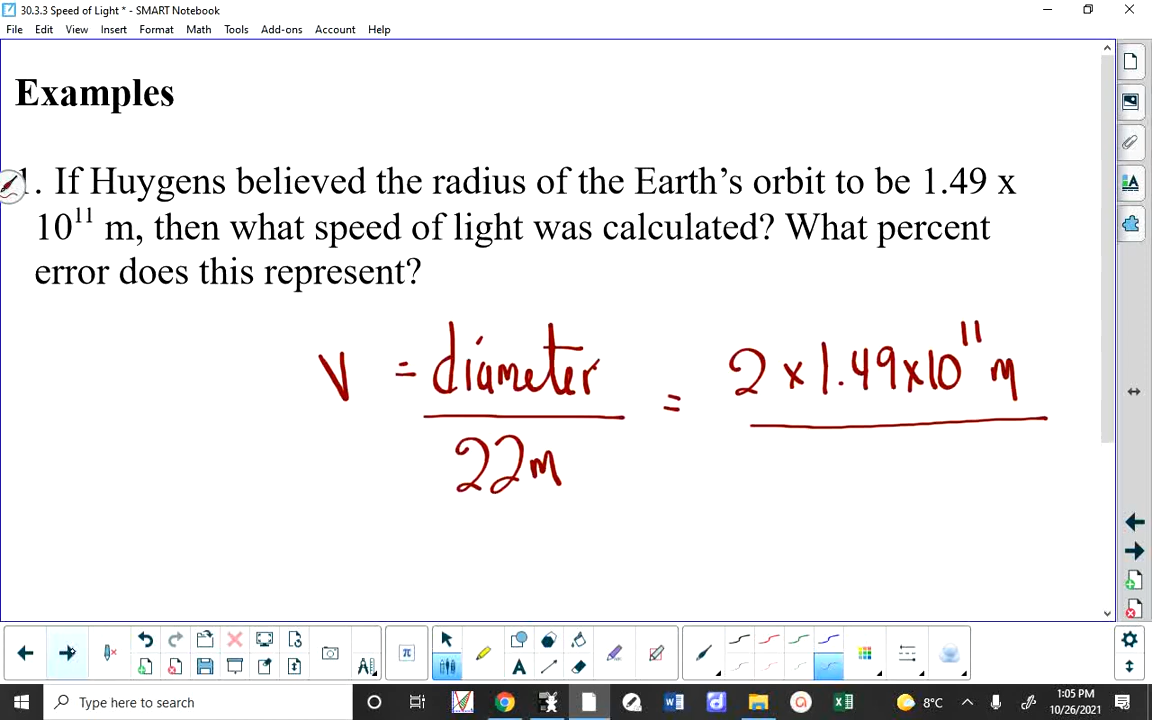 30.3.3 Speed of Light * - SMART Notebook
File Edit View Insert Format Math Tools Add-ons Account Help
Examples
1. If Huygens believed the radius of the Earth’s orbit to be 1.49 x
10¹¹ m, then what speed of light was calculated? What percent
error does this represent?
V = diameter / 22m = 2 x 1.49x10¹¹ m
Type here to search
8°C
1:05 PM
10/26/2021